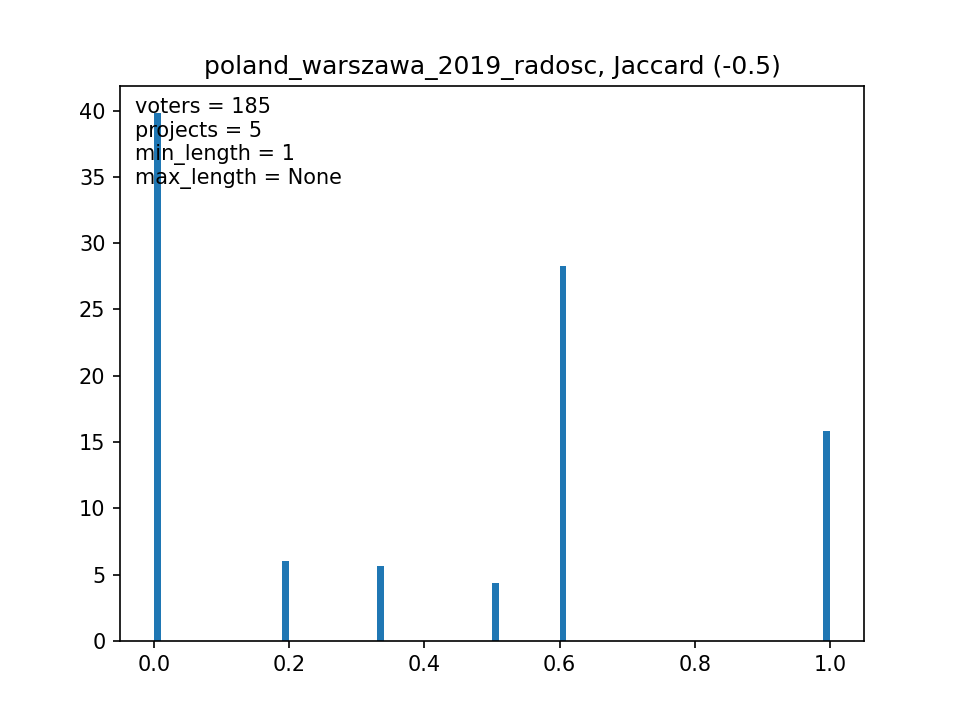 poland_warszawa_2019_radosc, Jaccard (-0.5)
voters = 185
projects = 5
min_length = 1
max_length = None
40
35
30
25
20
15
10
5
0
0.0 0.2 0.4 0.6 0.8 1.0